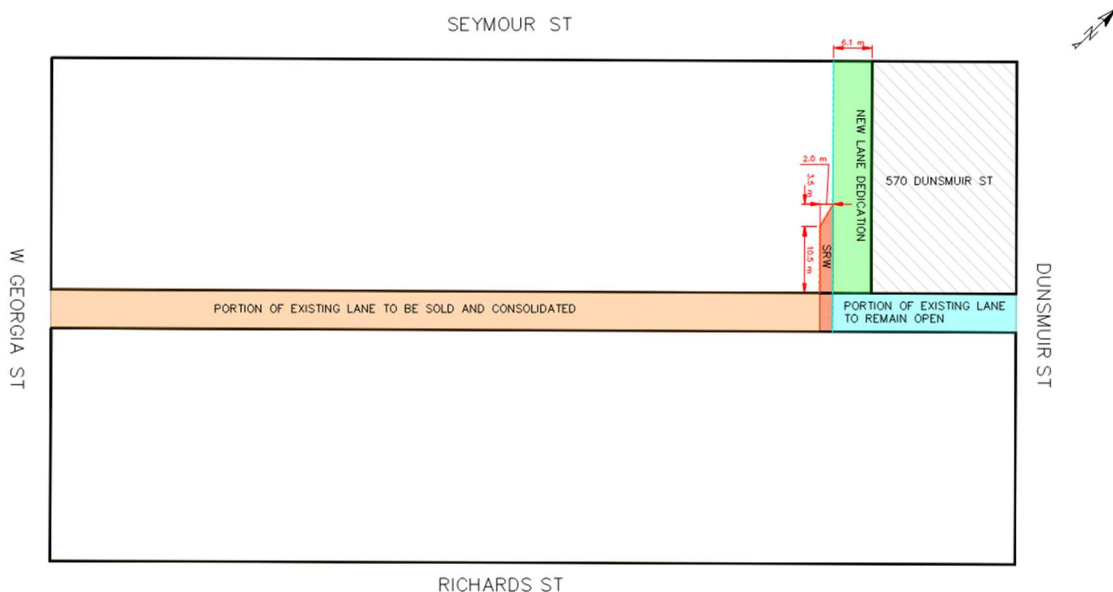 SEYMOUR ST
N
6.1 m
2.0 m
3.5 m
10.5 m
SRW
NEW LANE DEDICATION
570 DUNSMUIR ST
W GEORGIA ST
PORTION OF EXISTING LANE TO BE SOLD AND CONSOLIDATED
PORTION OF EXISTING LANE
TO REMAIN OPEN
DUNSMUIR ST
RICHARDS ST